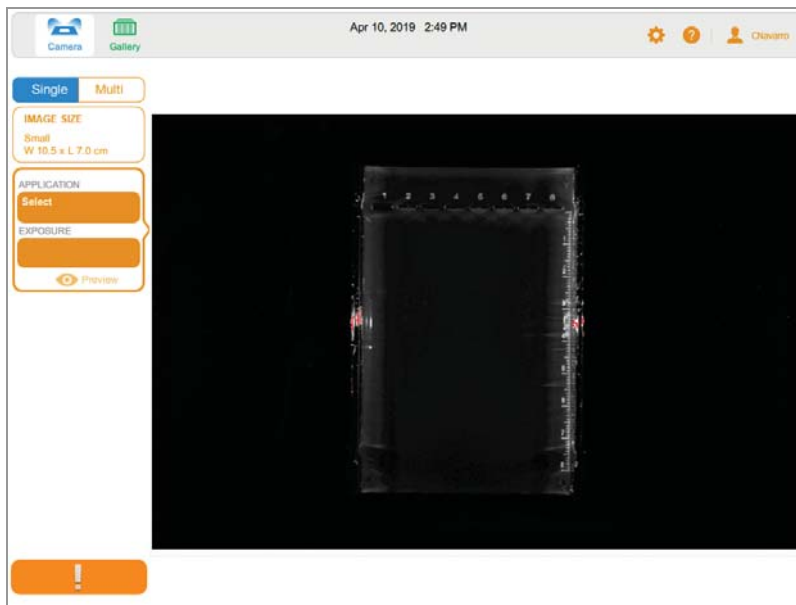 Apr 10, 2019 2:49 PM
Camera
Gallery
CNavarro
Single
Multi
IMAGE SIZE
Small
W 10.5 x L 7.0 cm
APPLICATION
Select
EXPOSURE
Preview
!
1 2 3 4 5 6 7 8